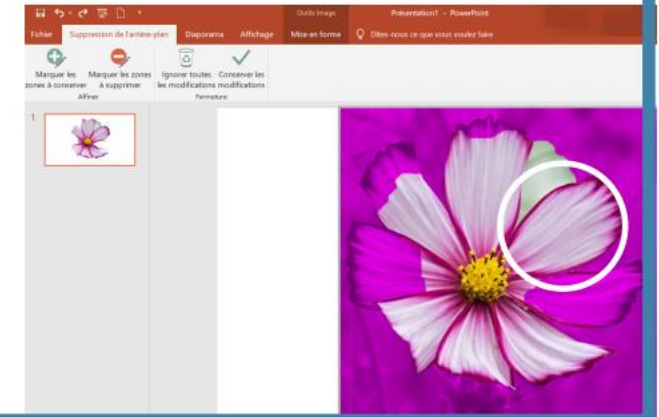 Outils Image
Présentation1 - PowerPoint
Fichier Suppression de l'arrière-plan Diaporama Affichage Mise en forme Dites-nous ce que vous voulez faire
Marquer les Marquer les zones Ignorer toutes Conserver les
zones à conserver à supprimer les modifications modifications
Affiner Fermeture
1